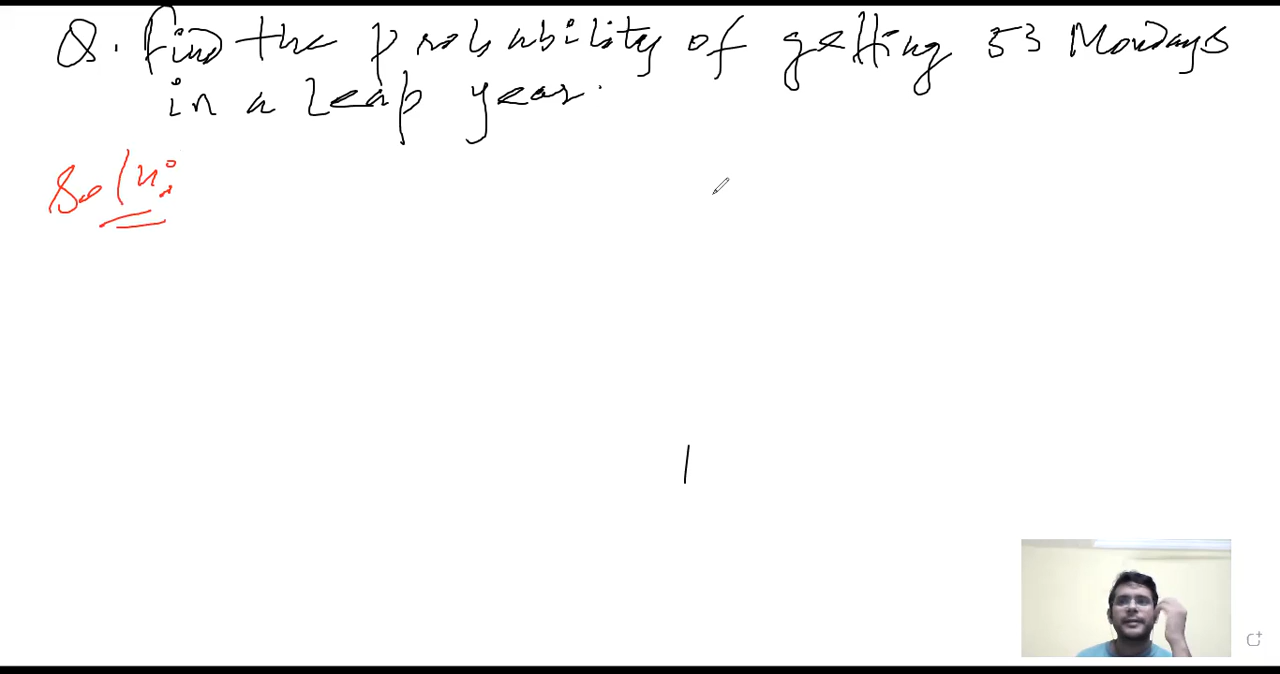 Q. Find the probability of getting 53 Mondays
in a leap year.
Soln: